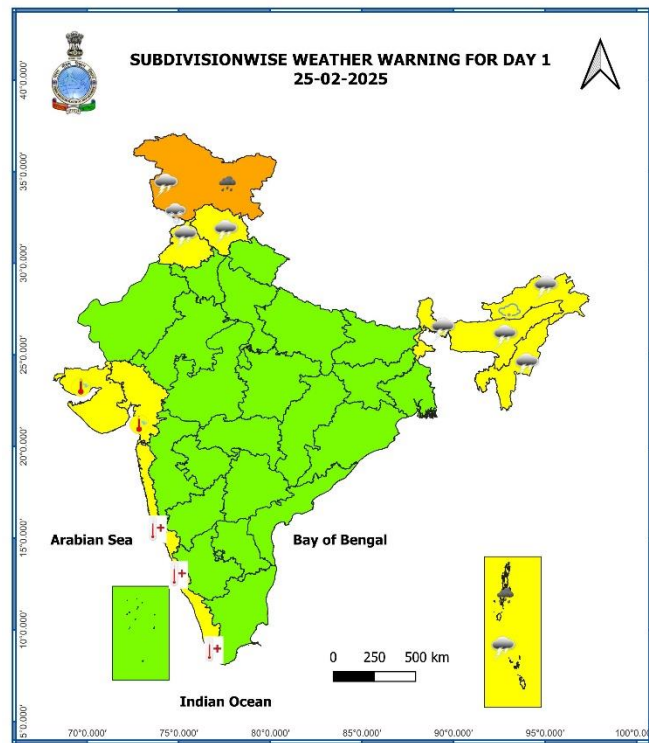 SUBDIVISIONWISE WEATHER WARNING FOR DAY 1
25-02-2025
40°0.000'
35°0.000'
30°0.000'
25°0.000'
20°0.000'
15°0.000'
10°0.000'
5°0.000'
Arabian Sea
Bay of Bengal
0 250 500 km
Indian Ocean
70°0.000' 75°0.000' 80°0.000' 85°0.000' 90°0.000' 95°0.000' 100°0.000'